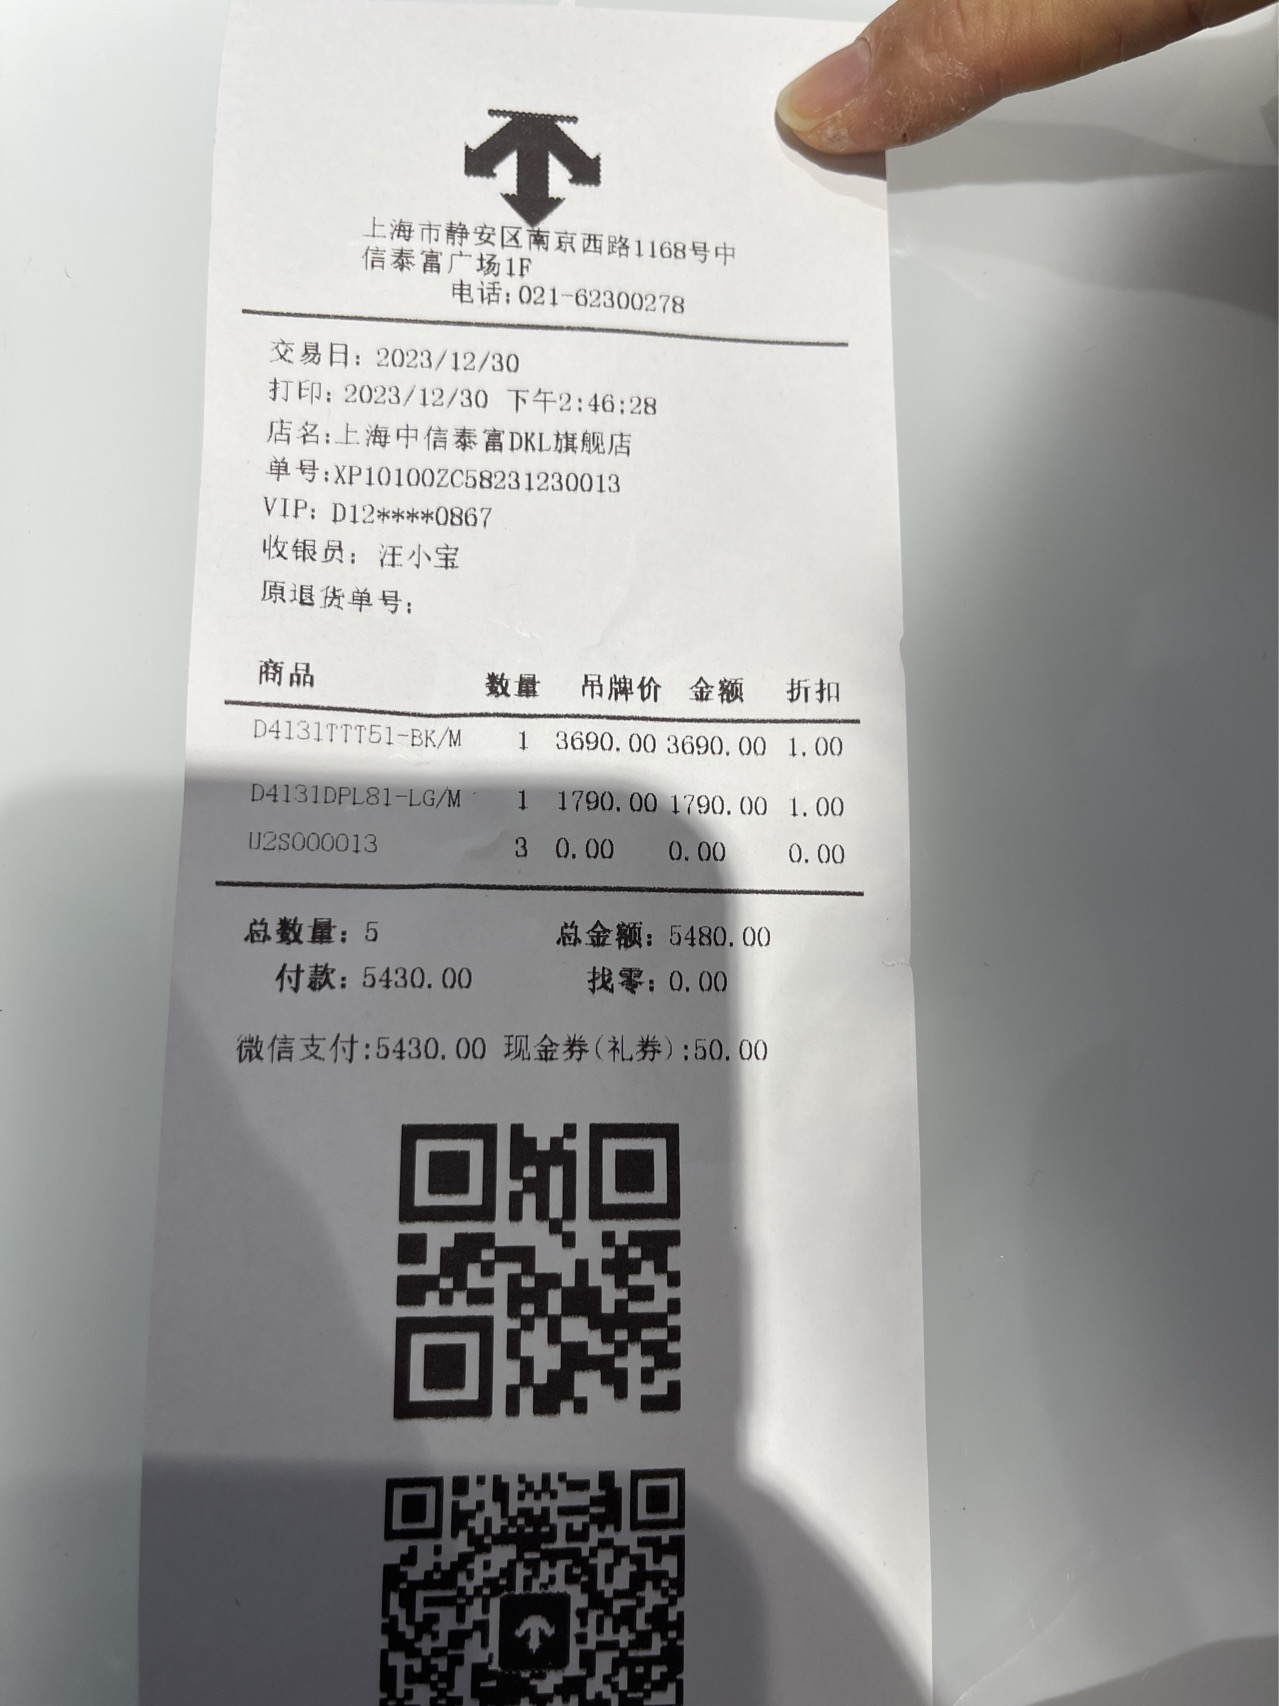 上海市静安区南京西路1168号中
信泰富广场1F
电话:021-62300278
交易日: 2023/12/30
打印: 2023/12/30 下午2:46:28
店名:上海中信泰富DKL旗舰店
单号:XP10100ZC58231230013
VIP: D12****0867
收银员: 汪小宝
原退货单号:
商品 数量 吊牌价 金额 折扣
D4131TTT51-BK/M 1 3690.00 3690.00 1.00
D4131DPL81-LG/M 1 1790.00 1790.00 1.00
U2S000013 3 0.00 0.00 0.00
总数量: 5 总金额: 5480.00
付款: 5430.00 找零: 0.00
微信支付:5430.00 现金券(礼券):50.00